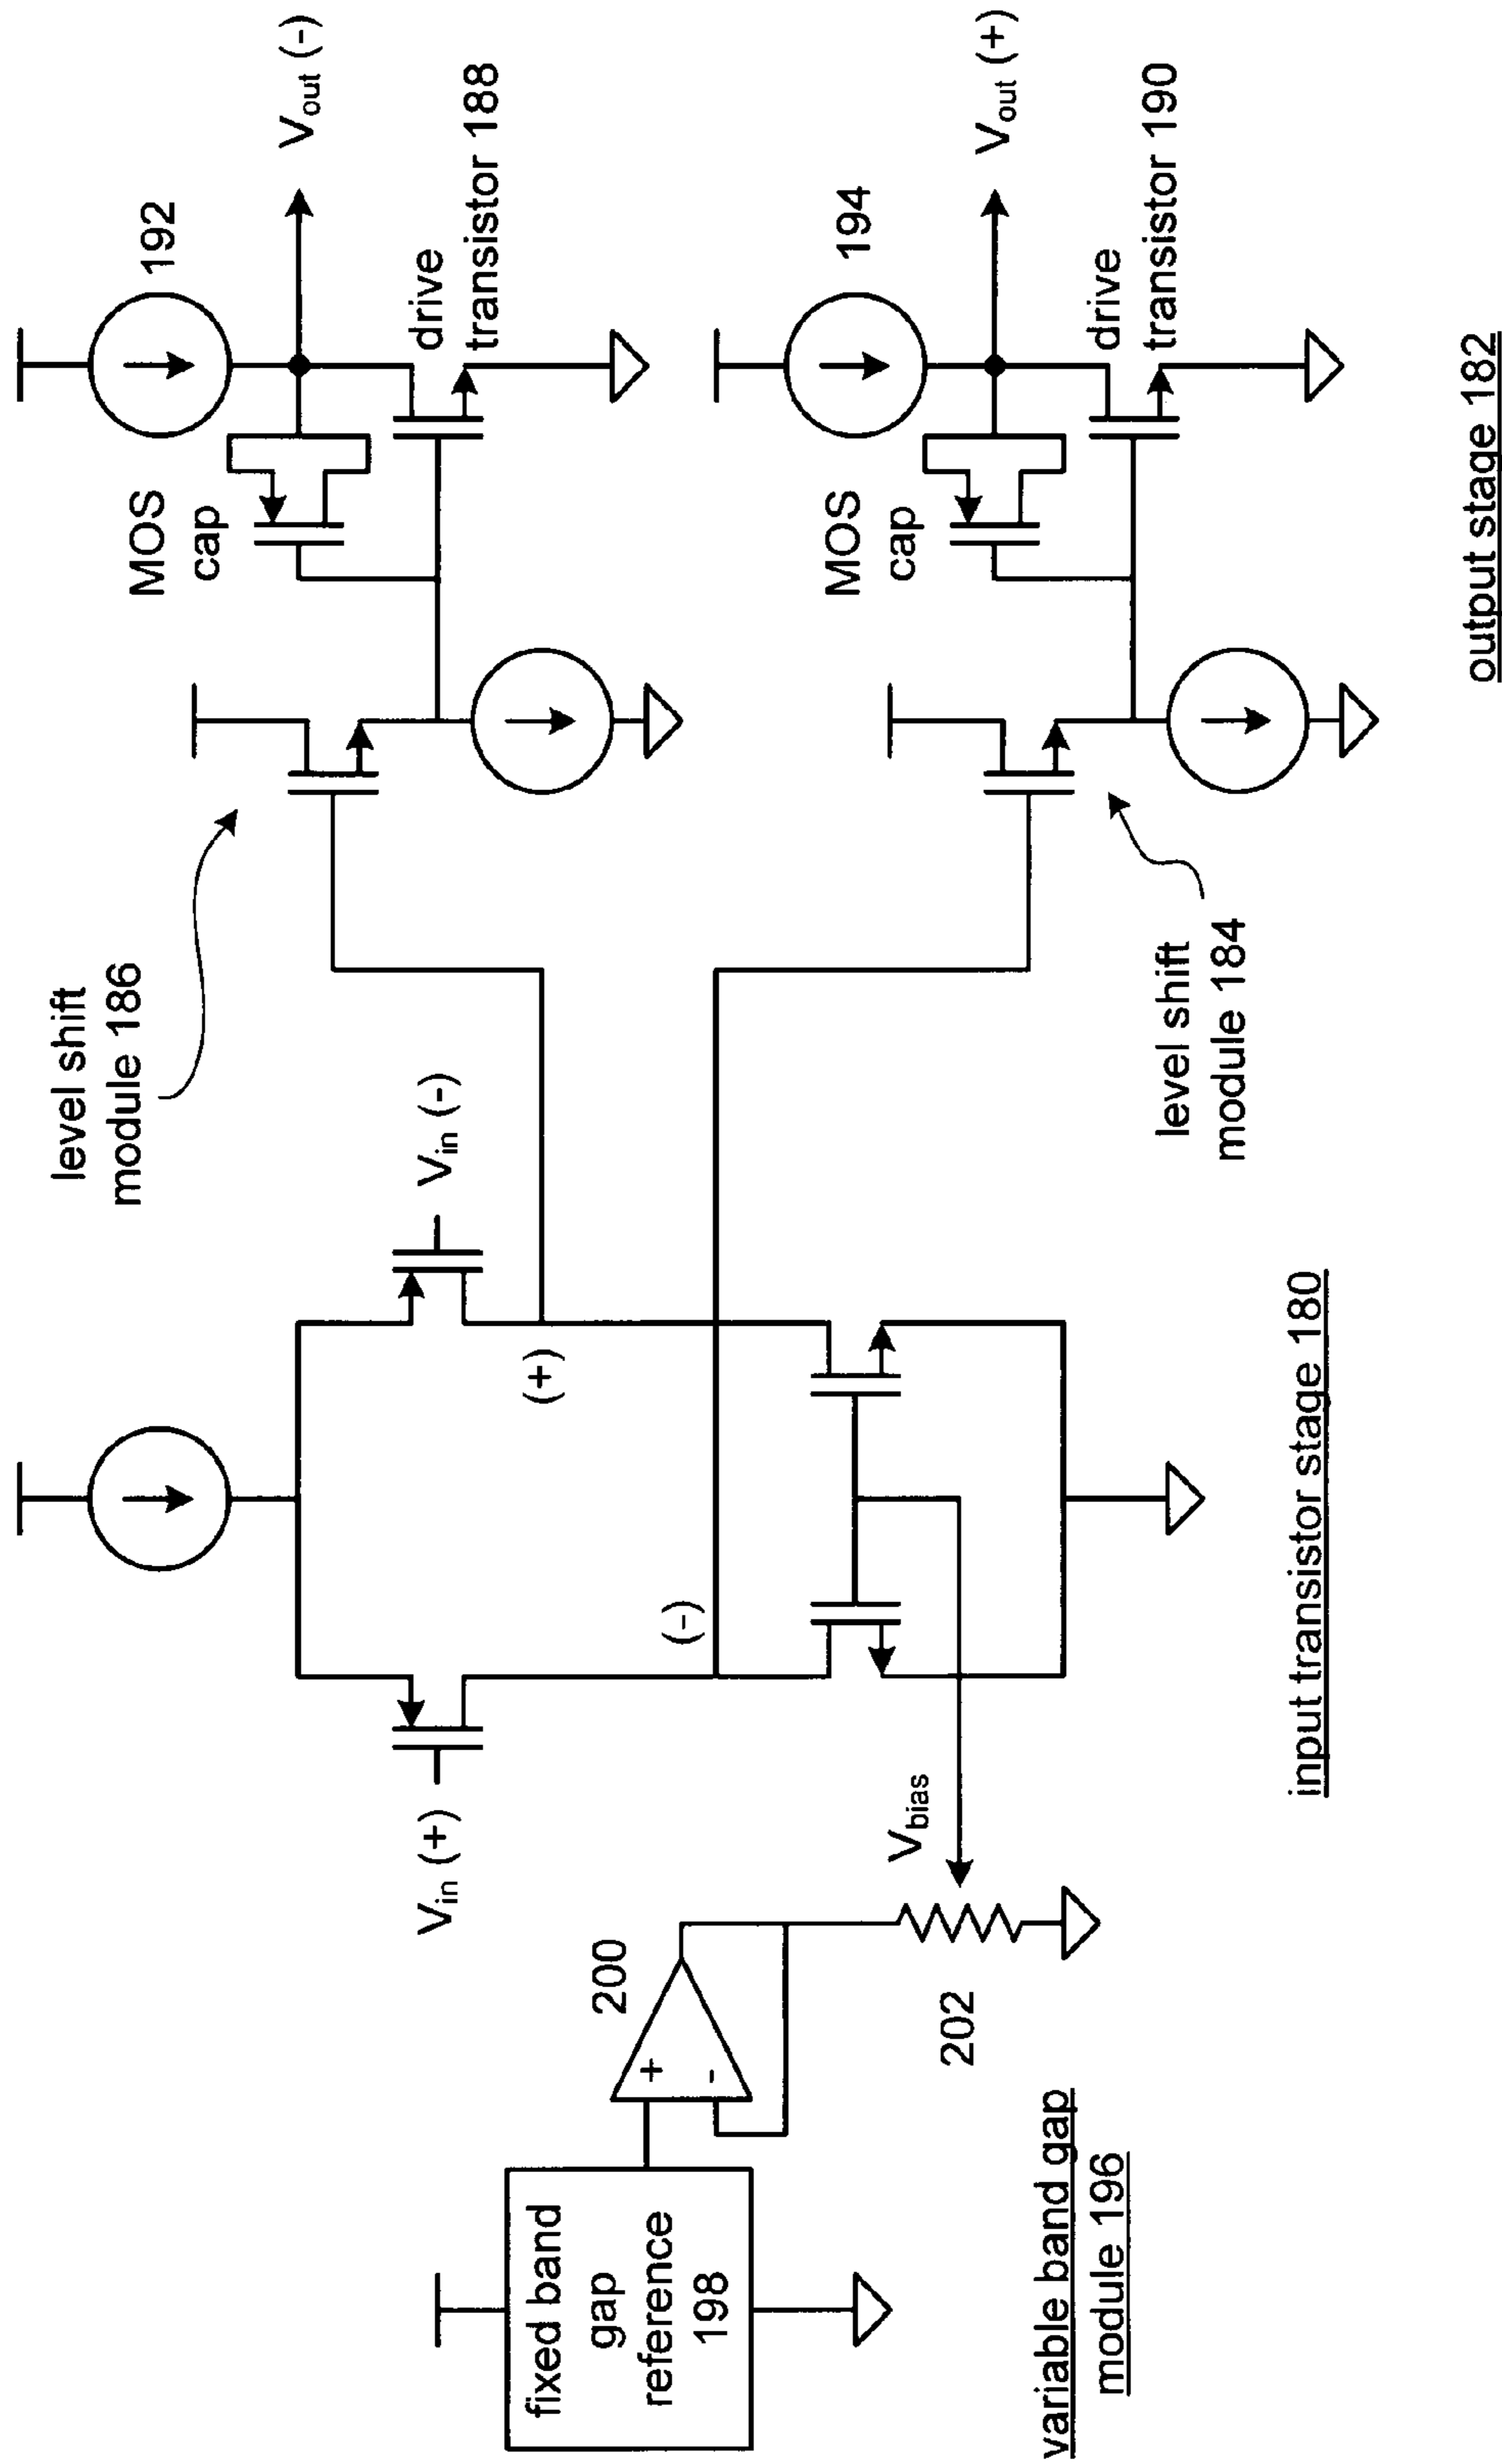 fixed band
gap
reference
198
200
+
-
202
variable band gap
module 196
Vin (+)
Vin (-)
(-)
(+)
Vbias
input transistor stage 180
level shift
module 186
level shift
module 184
MOS
cap
192
Vout (-)
drive
transistor 188
MOS
cap
194
Vout (+)
drive
transistor 190
output stage 182